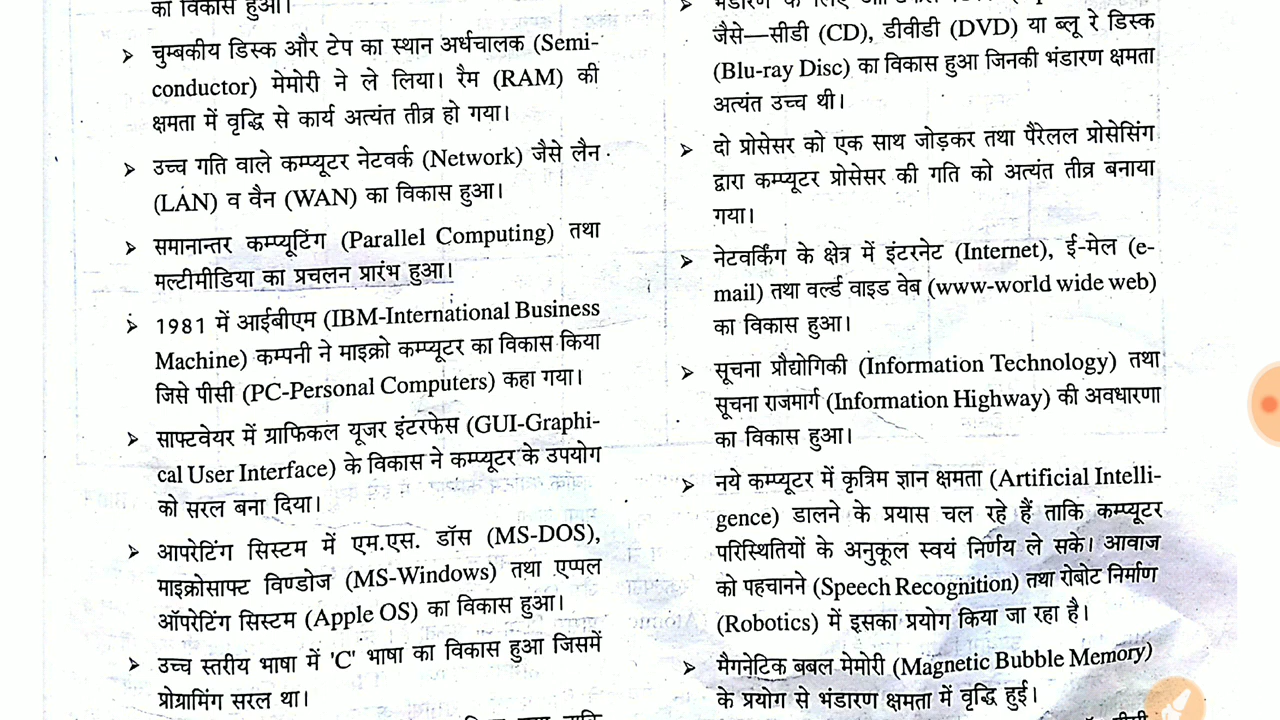 का विकास हुआ।
➢ चुम्बकीय डिस्क और टेप का स्थान अर्धचालक (Semi-
conductor) मेमोरी ने ले लिया। रैम (RAM) की
क्षमता में वृद्धि से कार्य अत्यंत तीव्र हो गया।
➢ उच्च गति वाले कम्प्यूटर नेटवर्क (Network) जैसे लैन
(LAN) व वैन (WAN) का विकास हुआ।
➢ समानान्तर कम्प्यूटिंग (Parallel Computing) तथा
मल्टीमीडिया का प्रचलन प्रारंभ हुआ।
➢ 1981 में आईबीएम (IBM-International Business
Machine) कम्पनी ने माइक्रो कम्प्यूटर का विकास किया
जिसे पीसी (PC-Personal Computers) कहा गया।
➢ साफ्टवेयर में ग्राफिकल यूजर इंटरफेस (GUI-Graphi-
cal User Interface) के विकास ने कम्प्यूटर के उपयोग
को सरल बना दिया।
➢ आपरेटिंग सिस्टम में एम.एस. डॉस (MS-DOS),
माइक्रोसाफ्ट विण्डोज (MS-Windows) तथा एप्पल
ऑपरेटिंग सिस्टम (Apple OS) का विकास हुआ।
➢ उच्च स्तरीय भाषा में 'C' भाषा का विकास हुआ जिसमें
प्रोग्रामिंग सरल था।
जैसे—सीडी (CD), डीवीडी (DVD) या ब्लू रे डिस्क
(Blu-ray Disc) का विकास हुआ जिनकी भंडारण क्षमता
अत्यंत उच्च थी।
➢ दो प्रोसेसर को एक साथ जोड़कर तथा पैरेलल प्रोसेसिंग
द्वारा कम्प्यूटर प्रोसेसर की गति को अत्यंत तीव्र बनाया
गया।
➢ नेटवर्किंग के क्षेत्र में इंटरनेट (Internet), ई-मेल (e-
mail) तथा वर्ल्ड वाइड वेब (www-world wide web)
का विकास हुआ।
➢ सूचना प्रौद्योगिकी (Information Technology) तथा
सूचना राजमार्ग (Information Highway) की अवधारणा
का विकास हुआ।
➢ नये कम्प्यूटर में कृत्रिम ज्ञान क्षमता (Artificial Intelli-
gence) डालने के प्रयास चल रहे हैं ताकि कम्प्यूटर
परिस्थितियों के अनुकूल स्वयं निर्णय ले सके। आवाज
को पहचानने (Speech Recognition) तथा रोबोट निर्माण
(Robotics) में इसका प्रयोग किया जा रहा है।
➢ मैगनेटिक बबल मेमोरी (Magnetic Bubble Memory)
के प्रयोग से भंडारण क्षमता में वृद्धि हुई।